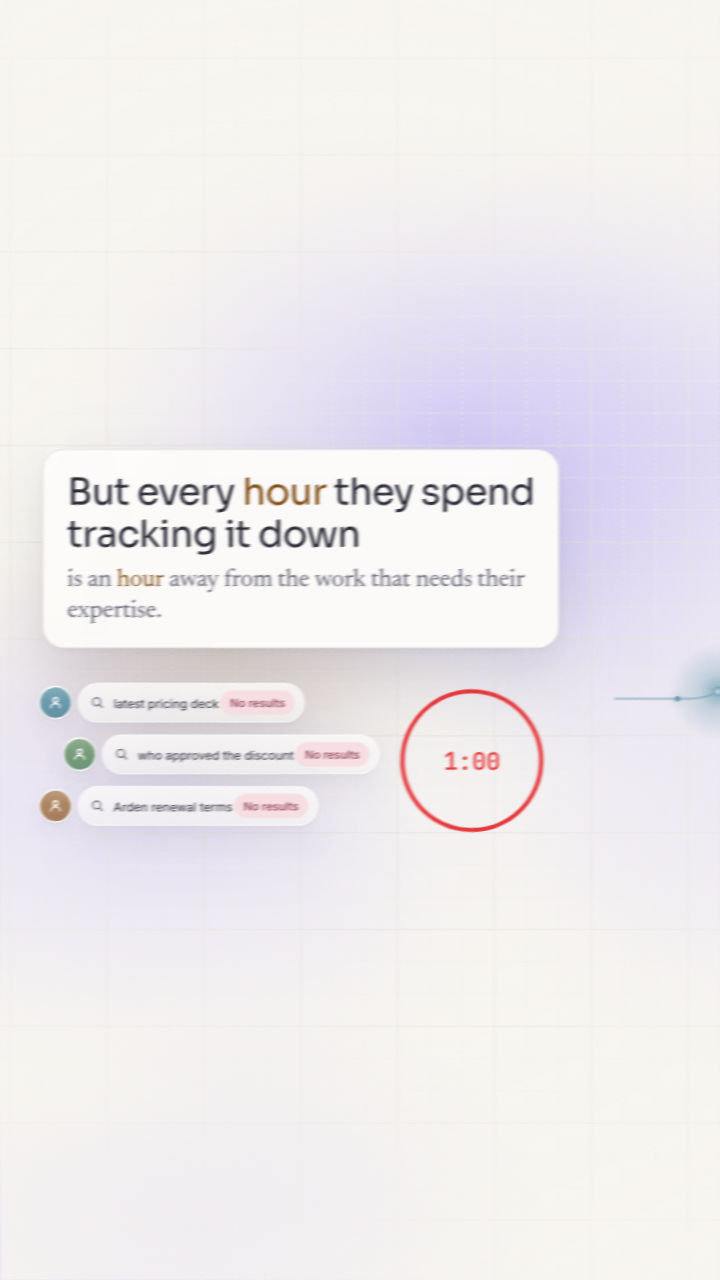 But every hour they spend
tracking it down
is an hour away from the work that needs their
expertise.
latest pricing deck No results
who approved the discount No results
1:00
Arden renewal terms No results